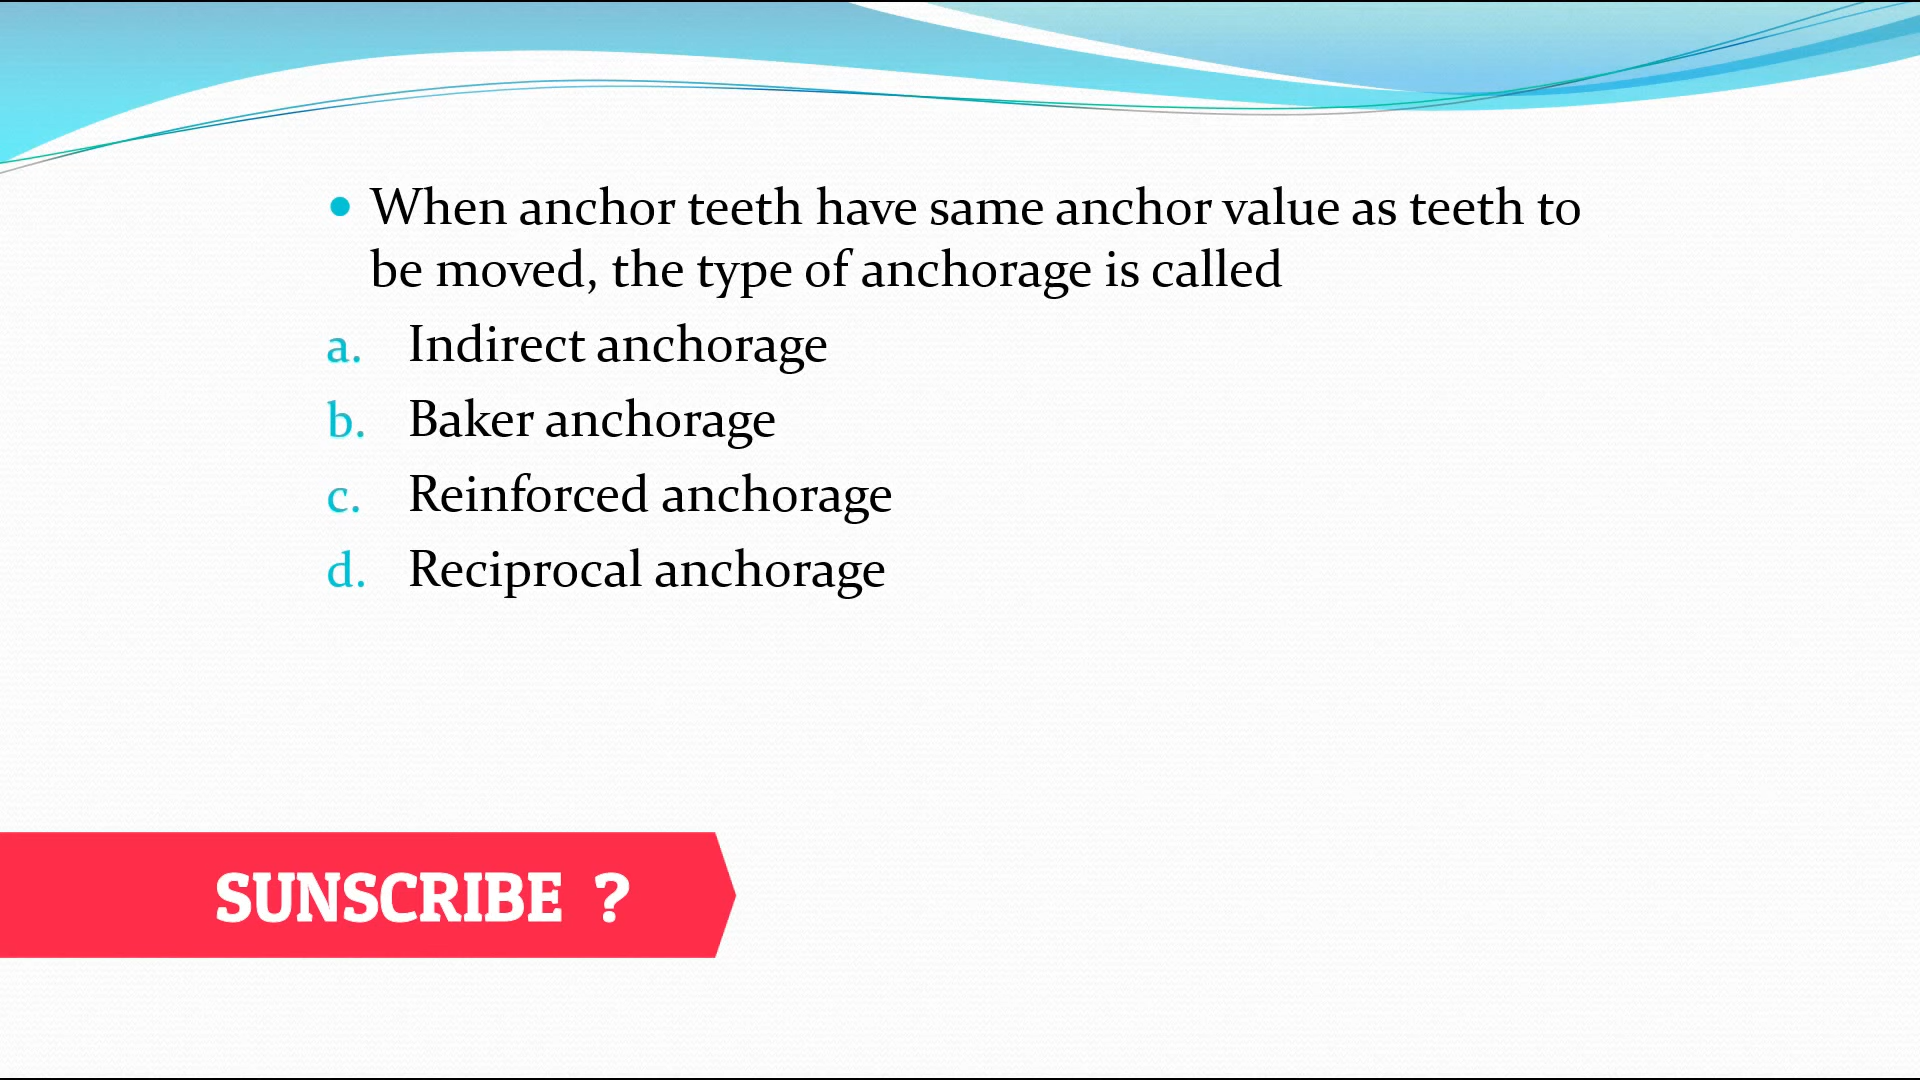 • When anchor teeth have same anchor value as teeth to
be moved, the type of anchorage is called
a. Indirect anchorage
b. Baker anchorage
c. Reinforced anchorage
d. Reciprocal anchorage
SUNSCRIBE ?